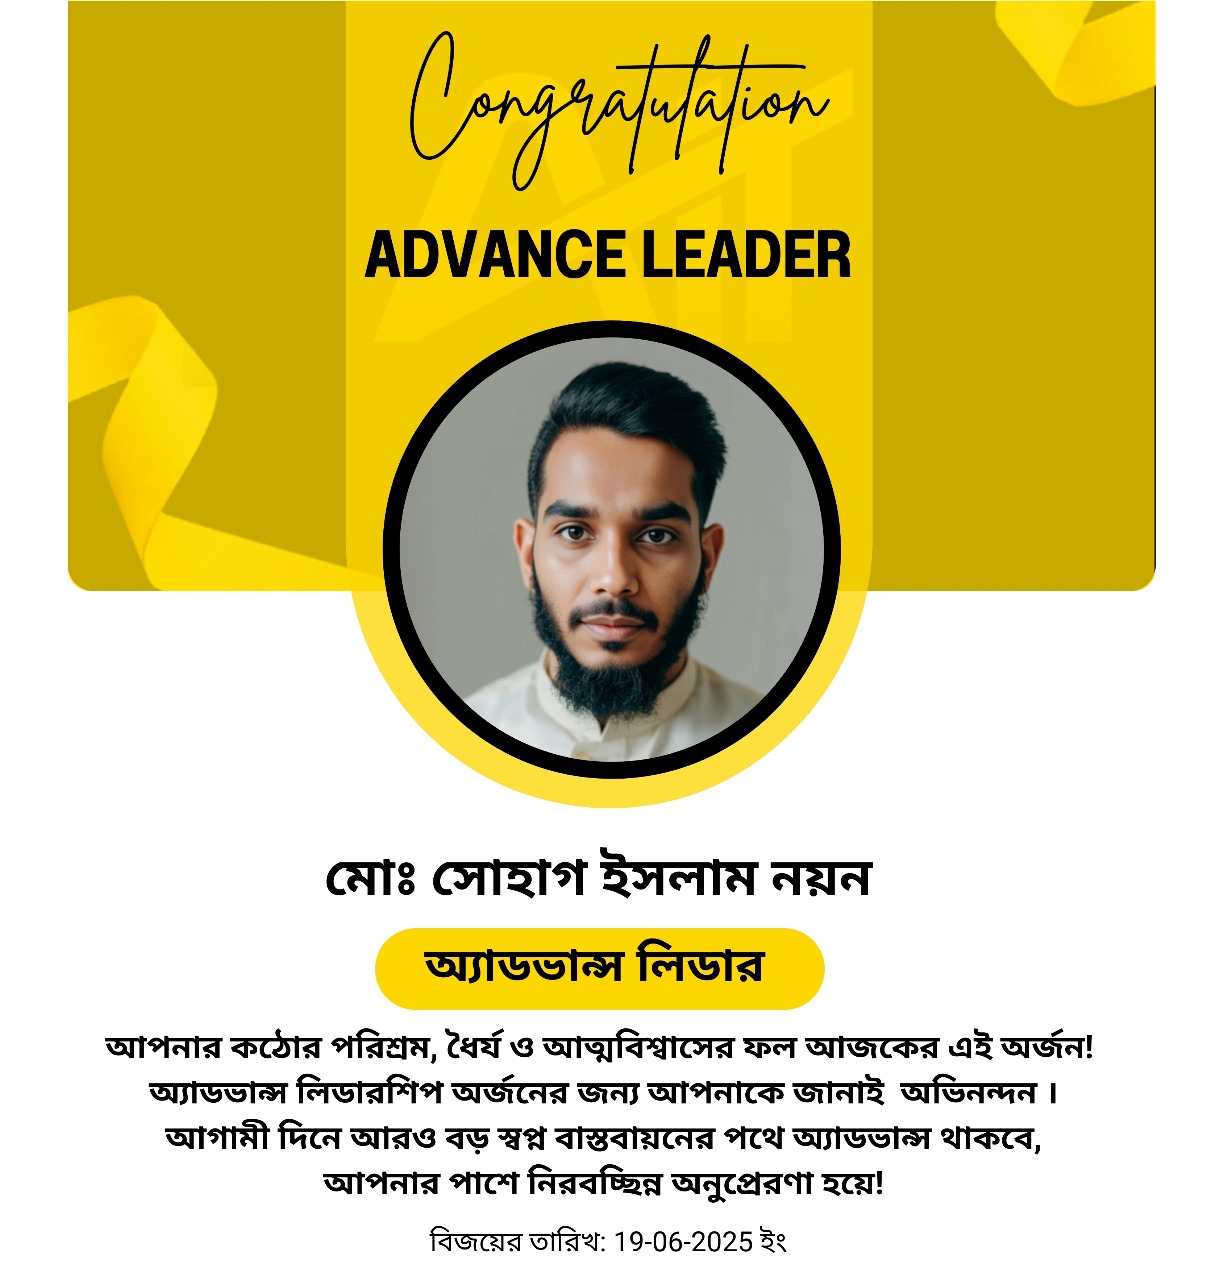 Congratulation
ADVANCE LEADER
মোঃ সোহাগ ইসলাম নয়ন
অ্যাডভান্স লিডার
আপনার কঠোর পরিশ্রম, ধৈর্য ও আত্মবিশ্বাসের ফল আজকের এই অর্জন!
অ্যাডভান্স লিডারশিপ অর্জনের জন্য আপনাকে জানাই অভিনন্দন ।
আগামী দিনে আরও বড় স্বপ্ন বাস্তবায়নের পথে অ্যাডভান্স থাকবে,
আপনার পাশে নিরবচ্ছিন্ন অনুপ্রেরণা হয়ে!
বিজয়ের তারিখ: 19-06-2025 ইং